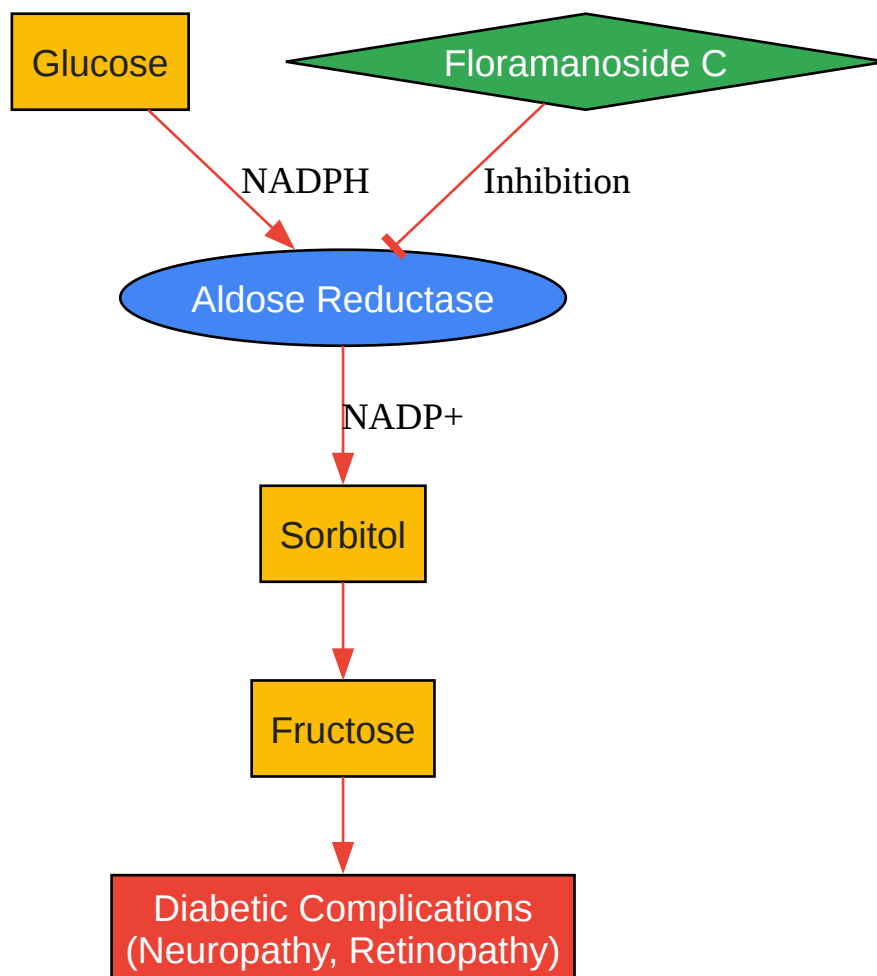 Glucose
Floramanoside C
NADPH
Inhibition
Aldose Reductase
NADP+
Sorbitol
Fructose
Diabetic Complications
(Neuropathy, Retinopathy)